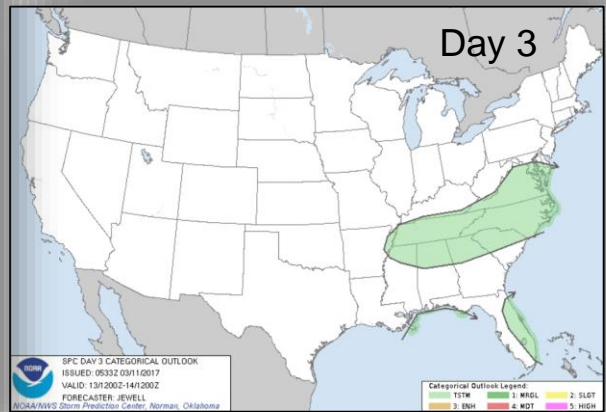 Day 3
NOAA
SPC DAY 3 CATEGORICAL OUTLOOK
ISSUED: 0533Z 03/11/2017
VALID: 13/1200Z-14/1200Z
FORECASTER: JEWELL
NOAA/NWS Storm Prediction Center, Norman, Oklahoma
Categorical Outlook Legend:
TSTM 1: MRGL 2: SLGT
3: ENH 4: MDT 5: HIGH